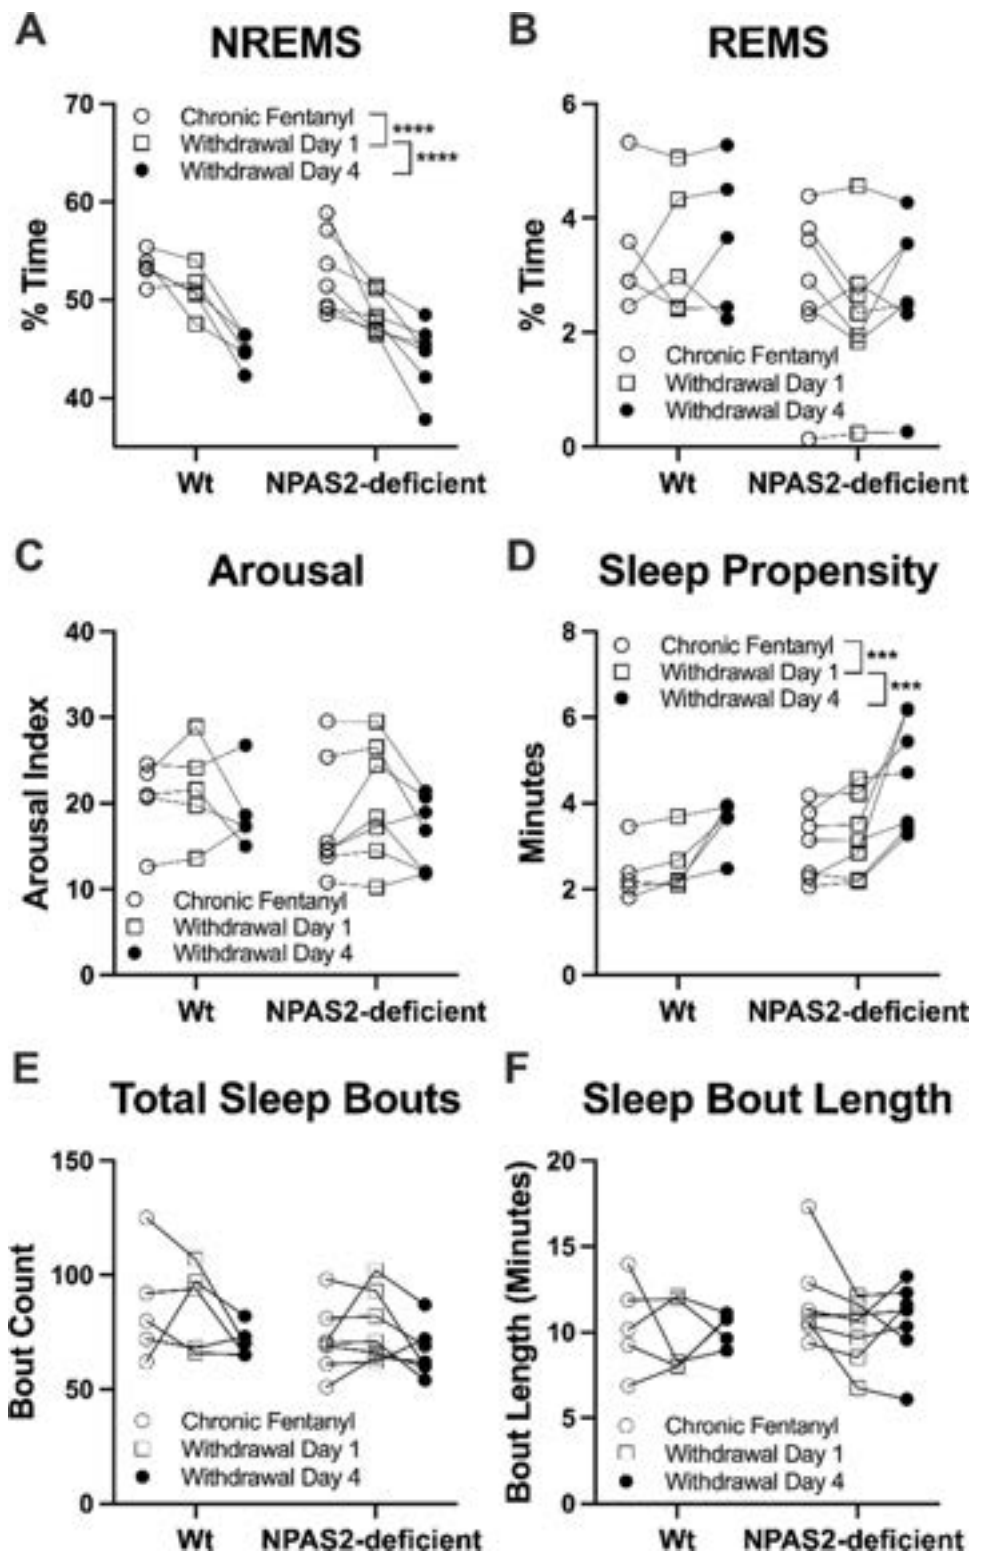 A NREMS
70
60
50
40
% Time
Chronic Fentanyl
Withdrawal Day 1
Withdrawal Day 4
****
****
Wt NPAS2-deficient
B REMS
6
4
2
0
% Time
Chronic Fentanyl
Withdrawal Day 1
Withdrawal Day 4
Wt NPAS2-deficient
C Arousal
40
30
20
10
0
Arousal Index
Chronic Fentanyl
Withdrawal Day 1
Withdrawal Day 4
Wt NPAS2-deficient
D Sleep Propensity
8
6
4
2
0
Minutes
Chronic Fentanyl
Withdrawal Day 1
Withdrawal Day 4
***
***
Wt NPAS2-deficient
E Total Sleep Bouts
150
100
50
0
Bout Count
Chronic Fentanyl
Withdrawal Day 1
Withdrawal Day 4
Wt NPAS2-deficient
F Sleep Bout Length
20
15
10
5
0
Bout Length (Minutes)
Chronic Fentanyl
Withdrawal Day 1
Withdrawal Day 4
Wt NPAS2-deficient